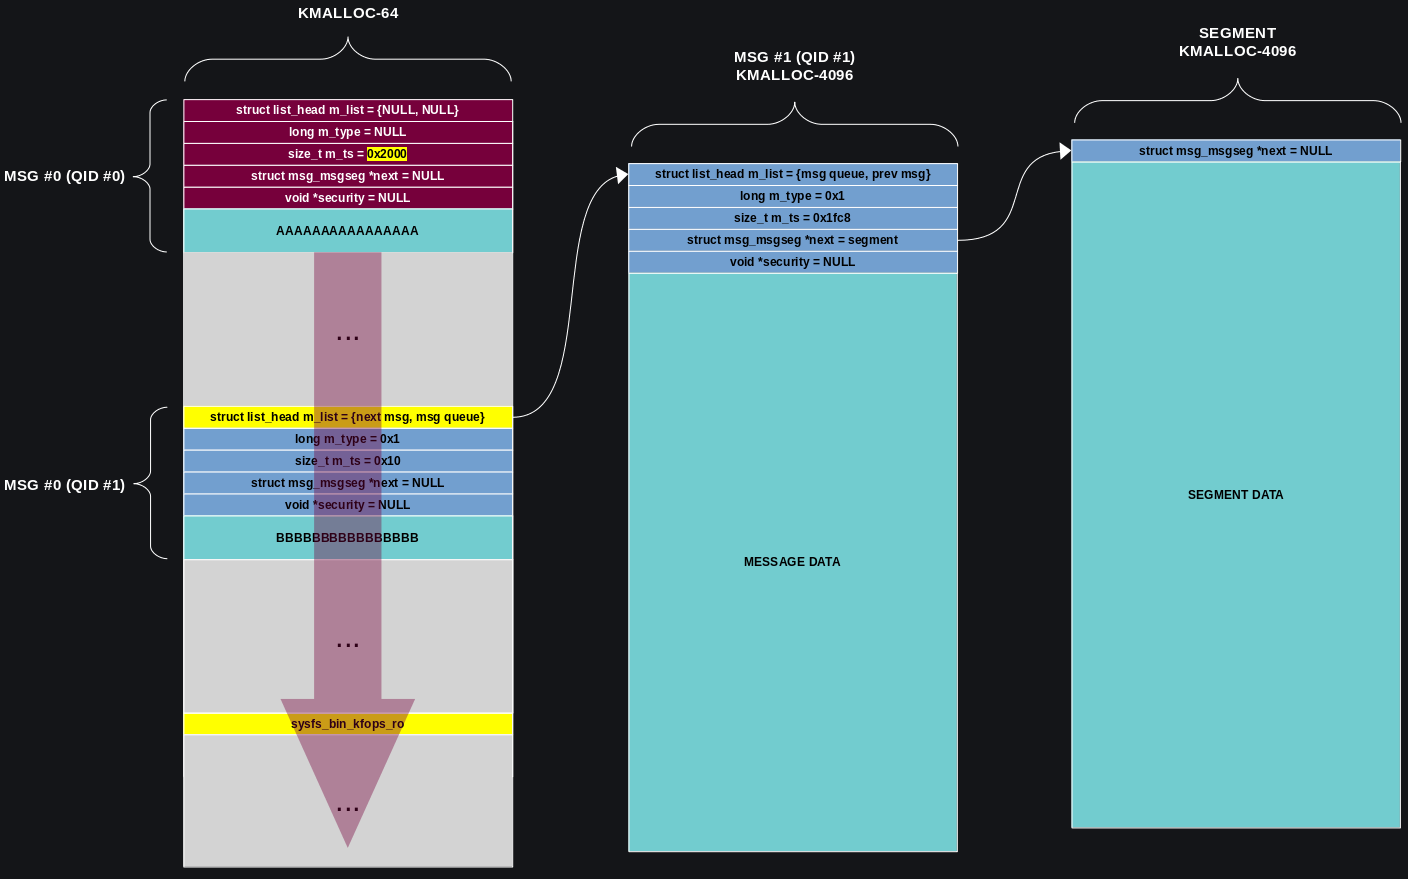 KMALLOC-64
MSG #0 (QID #0)
struct list_head m_list = {NULL, NULL}
long m_type = NULL
size_t m_ts = 0x2000
struct msg_msgseg *next = NULL
void *security = NULL
AAAAAAAAAAAAAAAA
...
MSG #0 (QID #1)
struct list_head m_list = {next msg, msg queue}
long m_type = 0x1
size_t m_ts = 0x10
struct msg_msgseg *next = NULL
void *security = NULL
BBBBBBBBBBBBBBBB
...
sysfs_bin_kfops_ro
...
MSG #1 (QID #1)
KMALLOC-4096
struct list_head m_list = {msg queue, prev msg}
long m_type = 0x1
size_t m_ts = 0x1fc8
struct msg_msgseg *next = segment
void *security = NULL
MESSAGE DATA
SEGMENT
KMALLOC-4096
struct msg_msgseg *next = NULL
SEGMENT DATA